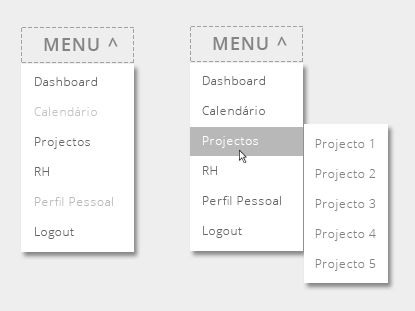 MENU ^
Dashboard
Calendário
Projectos
RH
Perfil Pessoal
Logout
MENU ^
Dashboard
Calendário
Projectos
RH
Perfil Pessoal
Logout
Projecto 1
Projecto 2
Projecto 3
Projecto 4
Projecto 5